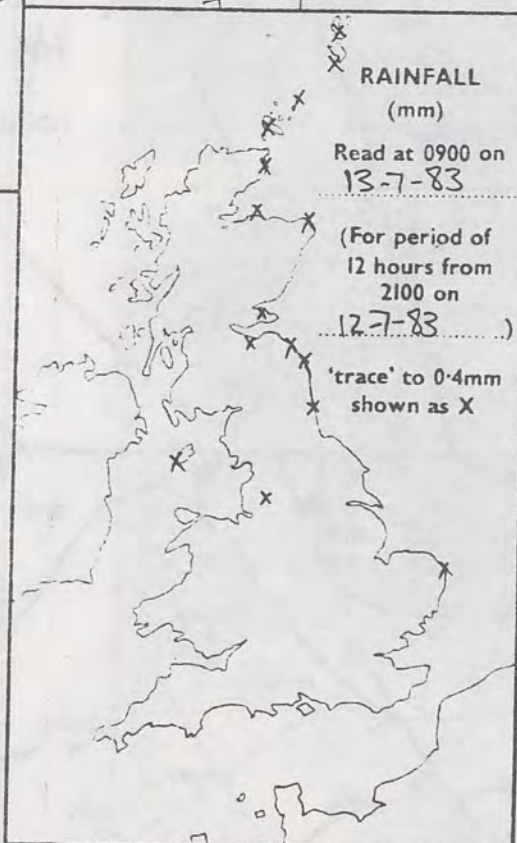 RAINFALL
(mm)
Read at 0900 on
13-7-83
(For period of
12 hours from
2100 on
12-7-83)
'trace' to 0·4mm
shown as X